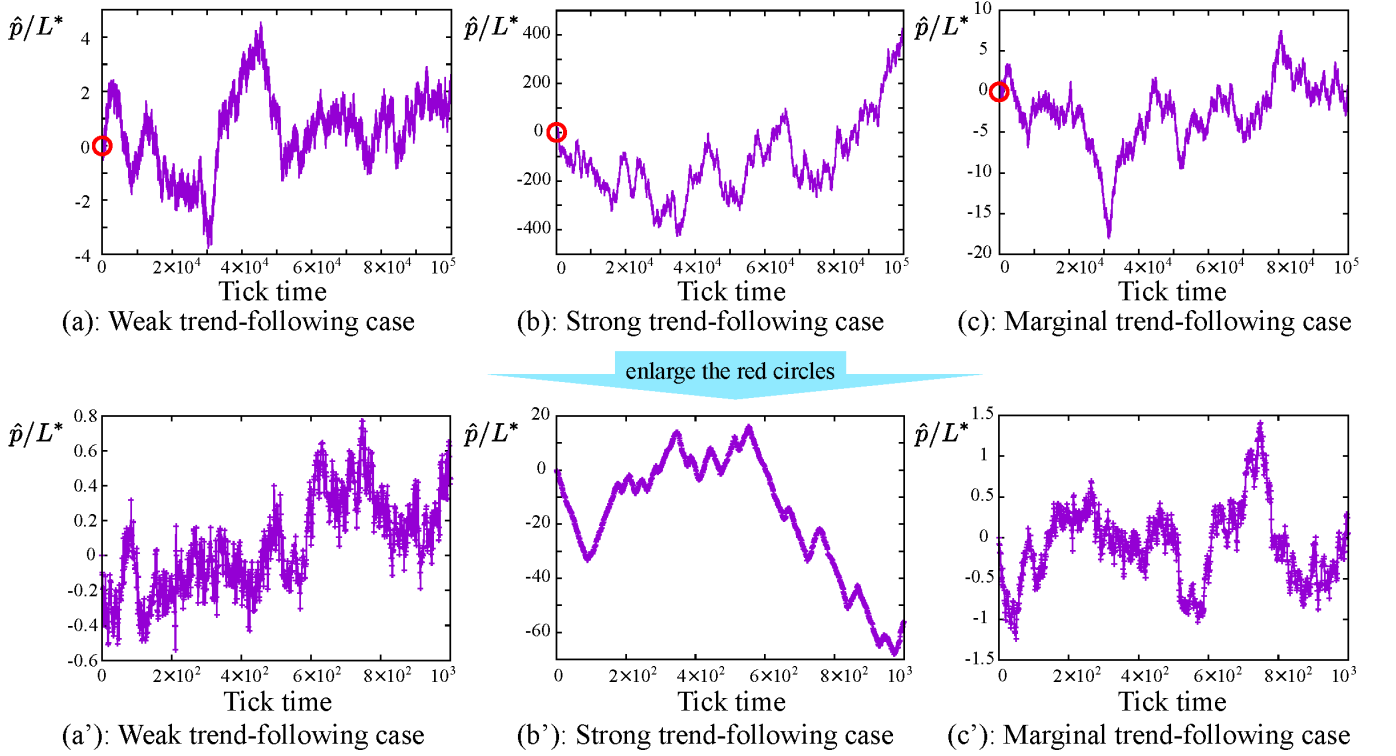 p̂/L*
4
2
0
-2
-4
0 2×10⁴ 4×10⁴ 6×10⁴ 8×10⁴ 10⁵
Tick time
(a): Weak trend-following case
p̂/L*
400
200
0
-200
-400
0 2×10⁴ 4×10⁴ 6×10⁴ 8×10⁴ 10⁵
Tick time
(b): Strong trend-following case
p̂/L*
10
5
0
-5
-10
-15
-20
0 2×10⁴ 4×10⁴ 6×10⁴ 8×10⁴ 10⁵
Tick time
(c): Marginal trend-following case
enlarge the red circles
p̂/L*
0.8
0.6
0.4
0.2
0
-0.2
-0.4
-0.6
0 2×10² 4×10² 6×10² 8×10² 10³
Tick time
(a’): Weak trend-following case
p̂/L*
20
0
-20
-40
-60
0 2×10² 4×10² 6×10² 8×10² 10³
Tick time
(b’): Strong trend-following case
p̂/L*
1.5
1
0.5
0
-0.5
-1
-1.5
0 2×10² 4×10² 6×10² 8×10² 10³
Tick time
(c’): Marginal trend-following case